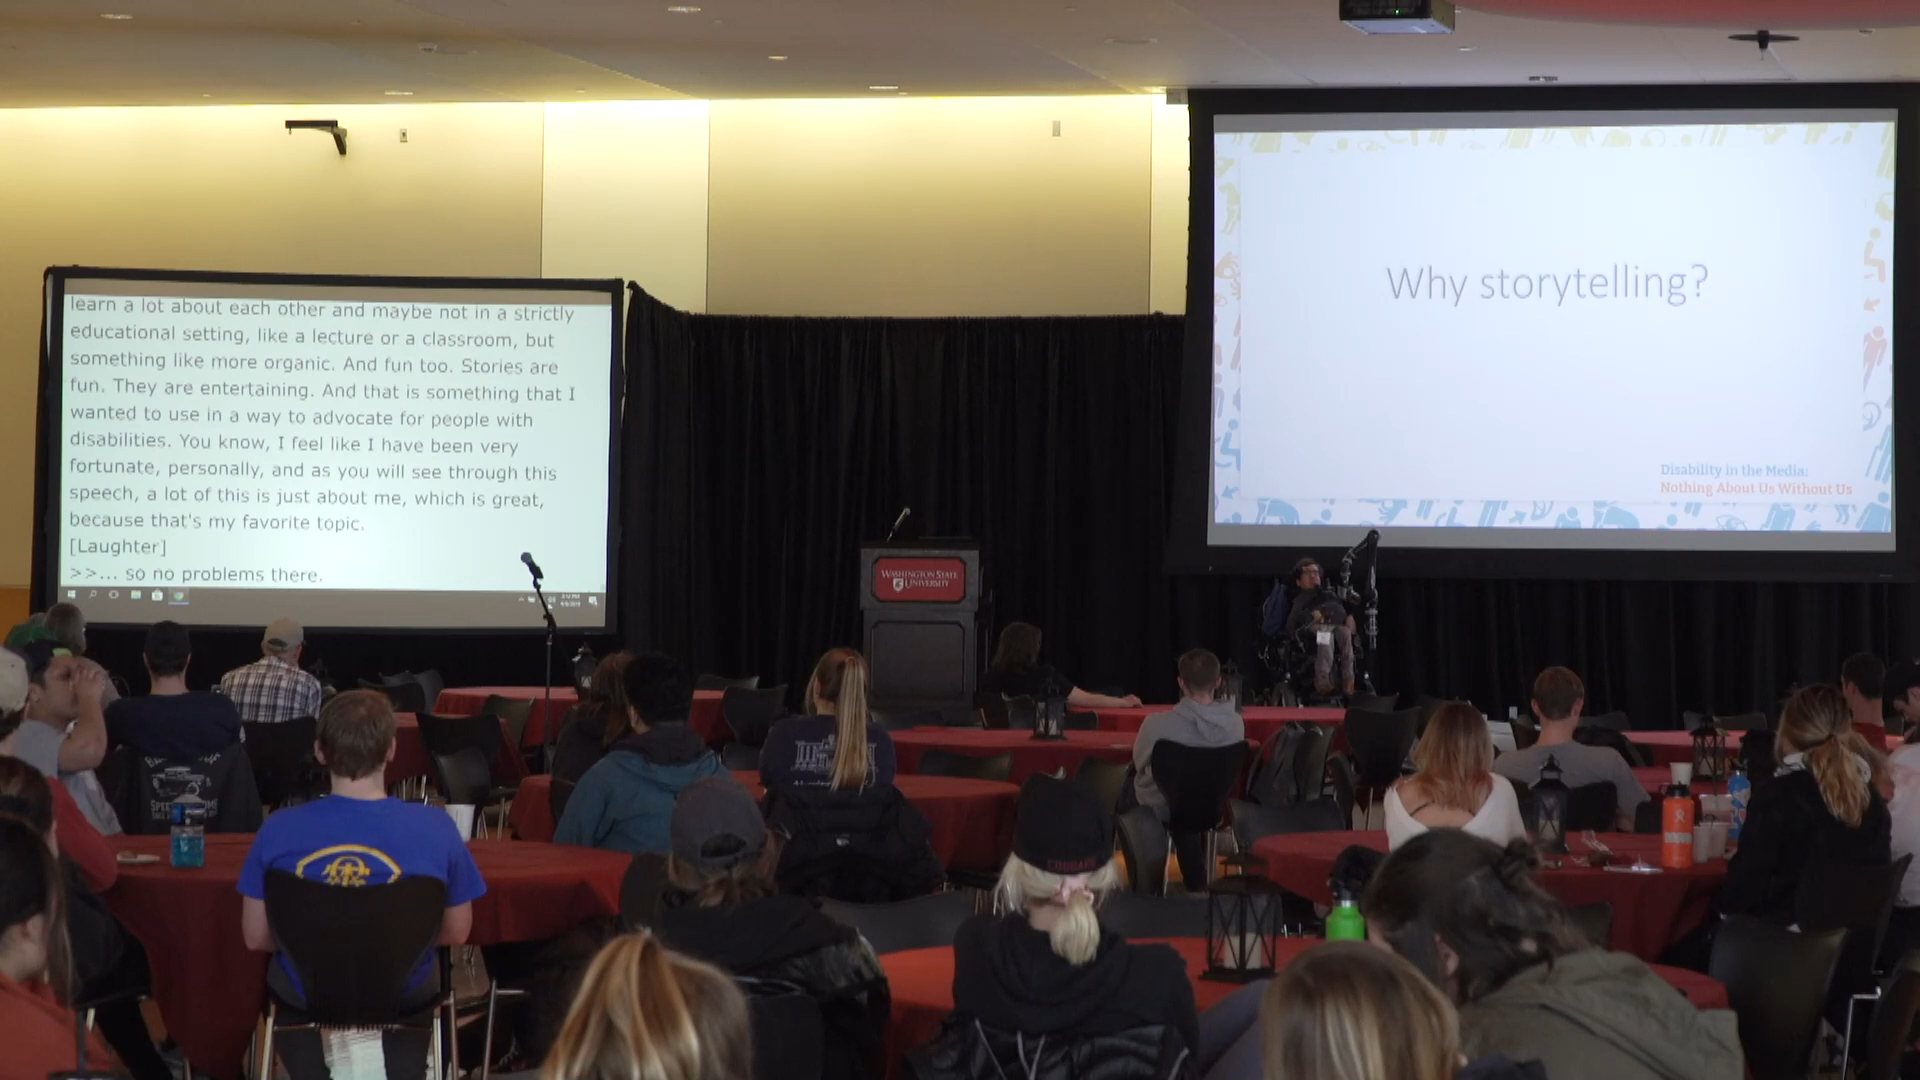 learn a lot about each other and maybe not in a strictly
educational setting, like a lecture or a classroom, but
something like more organic. And fun too. Stories are
fun. They are entertaining. And that is something that I
wanted to use in a way to advocate for people with
disabilities. You know, I feel like I have been very
fortunate, personally, and as you will see through this
speech, a lot of this is just about me, which is great,
because that's my favorite topic.
[Laughter]
>>... so no problems there.
Why storytelling?
Disability in the Media:
Nothing About Us Without Us
WASHINGTON STATE
UNIVERSITY
COUGARS